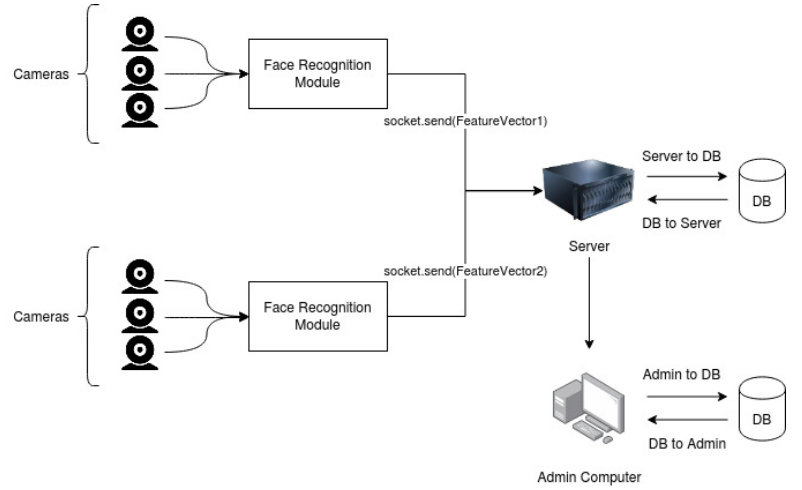 Cameras
Face Recognition
Module
socket.send(FeatureVector1)
Server to DB
DB
DB to Server
Server
socket.send(FeatureVector2)
Cameras
Face Recognition
Module
Admin to DB
DB
DB to Admin
Admin Computer